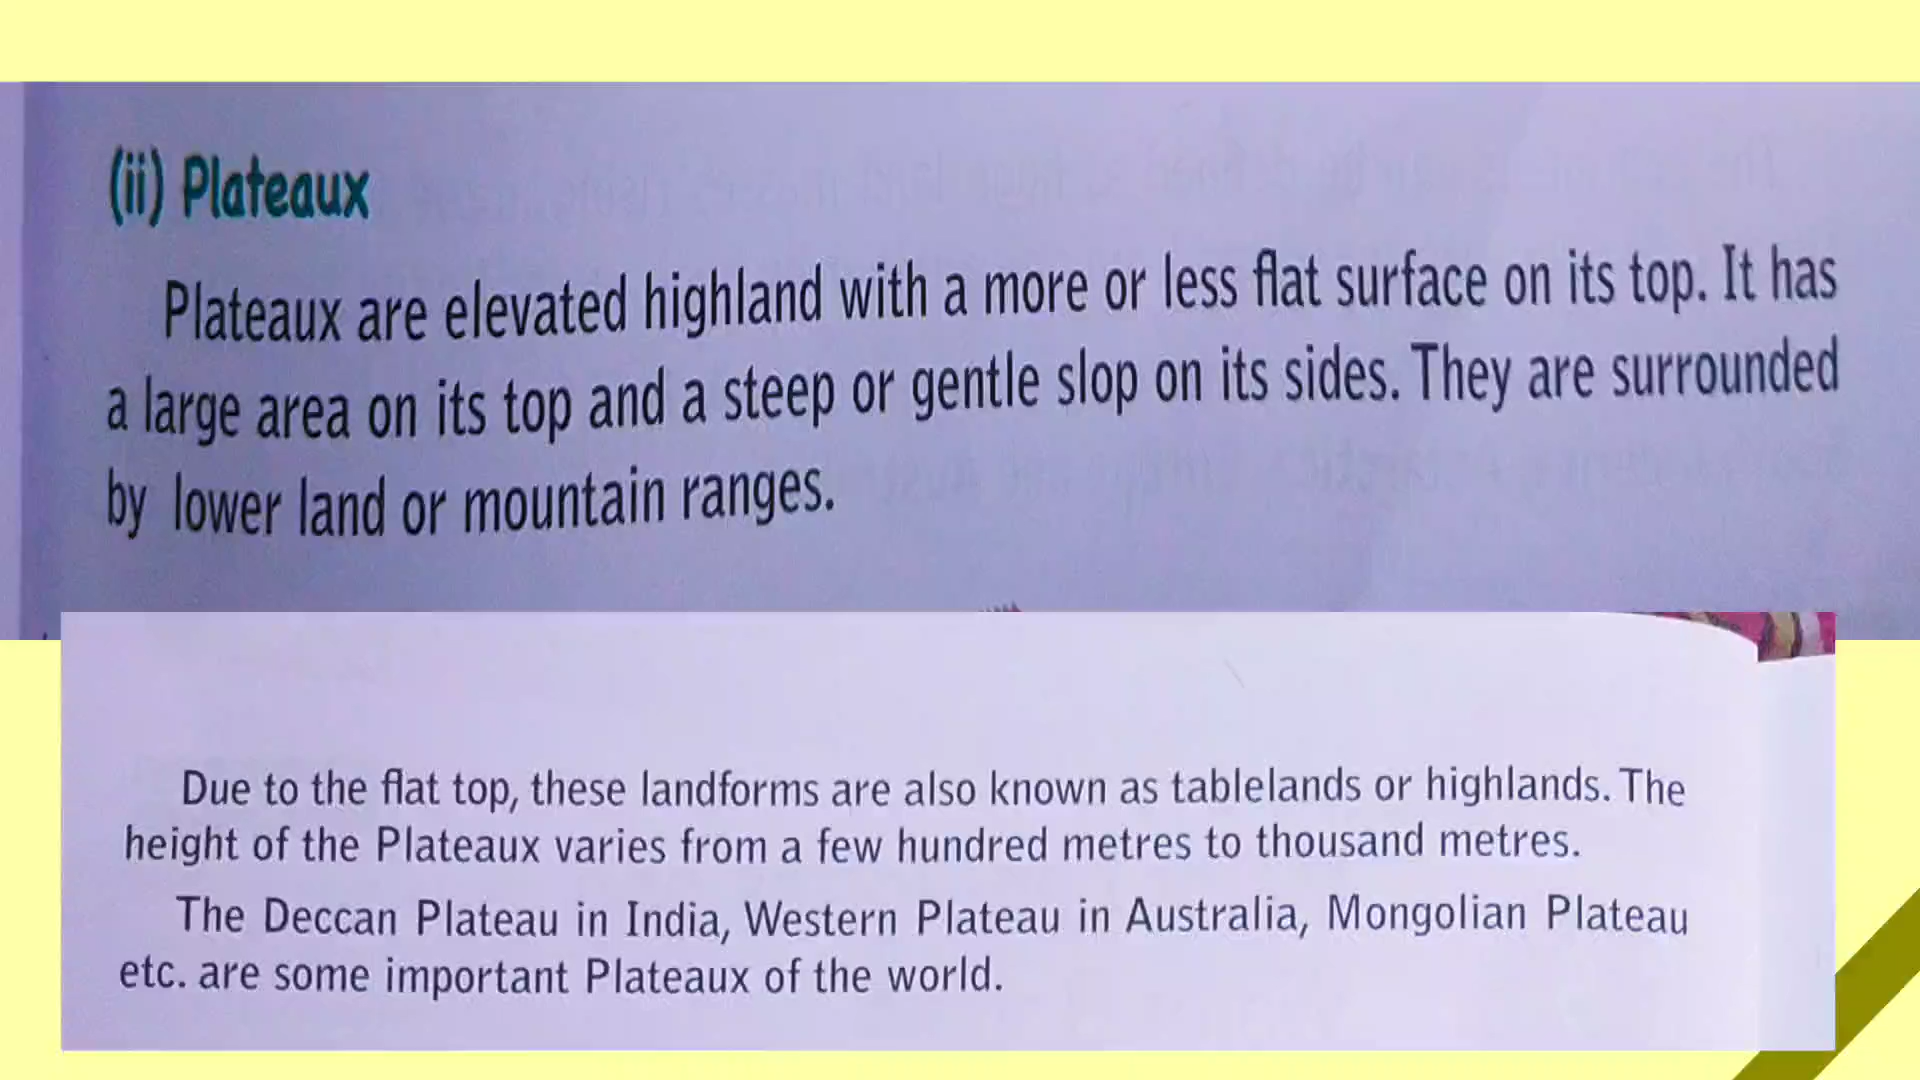 (ii) Plateaux
Plateaux are elevated highland with a more or less flat surface on its top. It has
a large area on its top and a steep or gentle slop on its sides. They are surrounded
by lower land or mountain ranges.
Due to the flat top, these landforms are also known as tablelands or highlands. The
height of the Plateaux varies from a few hundred metres to thousand metres.
The Deccan Plateau in India, Western Plateau in Australia, Mongolian Plateau
etc. are some important Plateaux of the world.